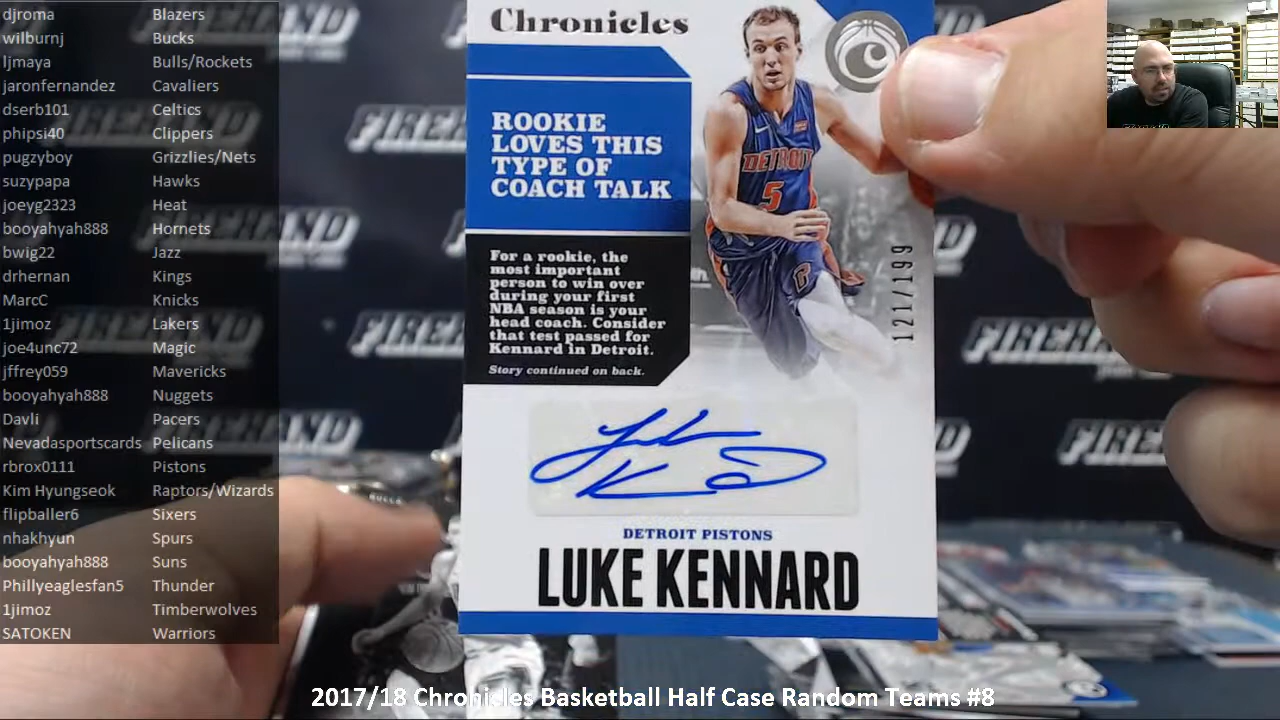 djroma Blazers
wilburnj Bucks
ljmaya Bulls/Rockets
jaronfernandez Cavaliers
dserb101 Celtics
phipsi40 Clippers
pugzyboy Grizzlies/Nets
suzypapa Hawks
joeyg2323 Heat
booyahyah888 Hornets
bwig22 Jazz
drhernan Kings
MarcC Knicks
1jimoz Lakers
joe4unc72 Magic
jffrey059 Mavericks
booyahyah888 Nuggets
Davli Pacers
Nevadasportscards Pelicans
rbrox0111 Pistons
Kim Hyungseok Raptors/Wizards
flipballer6 Sixers
nhakhyun Spurs
booyahyah888 Suns
Phillyeaglesfan5 Thunder
1jimoz Timberwolves
SATOKEN Warriors
Chronicles
ROOKIE
LOVES THIS
TYPE OF
COACH TALK
For a rookie, the
most important
person to win over
during your first
NBA season is your
head coach. Consider
that test passed for
Kennard in Detroit.
Story continued on back.
DETROIT
5
121/199
DETROIT PISTONS
LUKE KENNARD
FIREHAND
FIREHAND
2017/18 Chronicles Basketball Half Case Random Teams #8